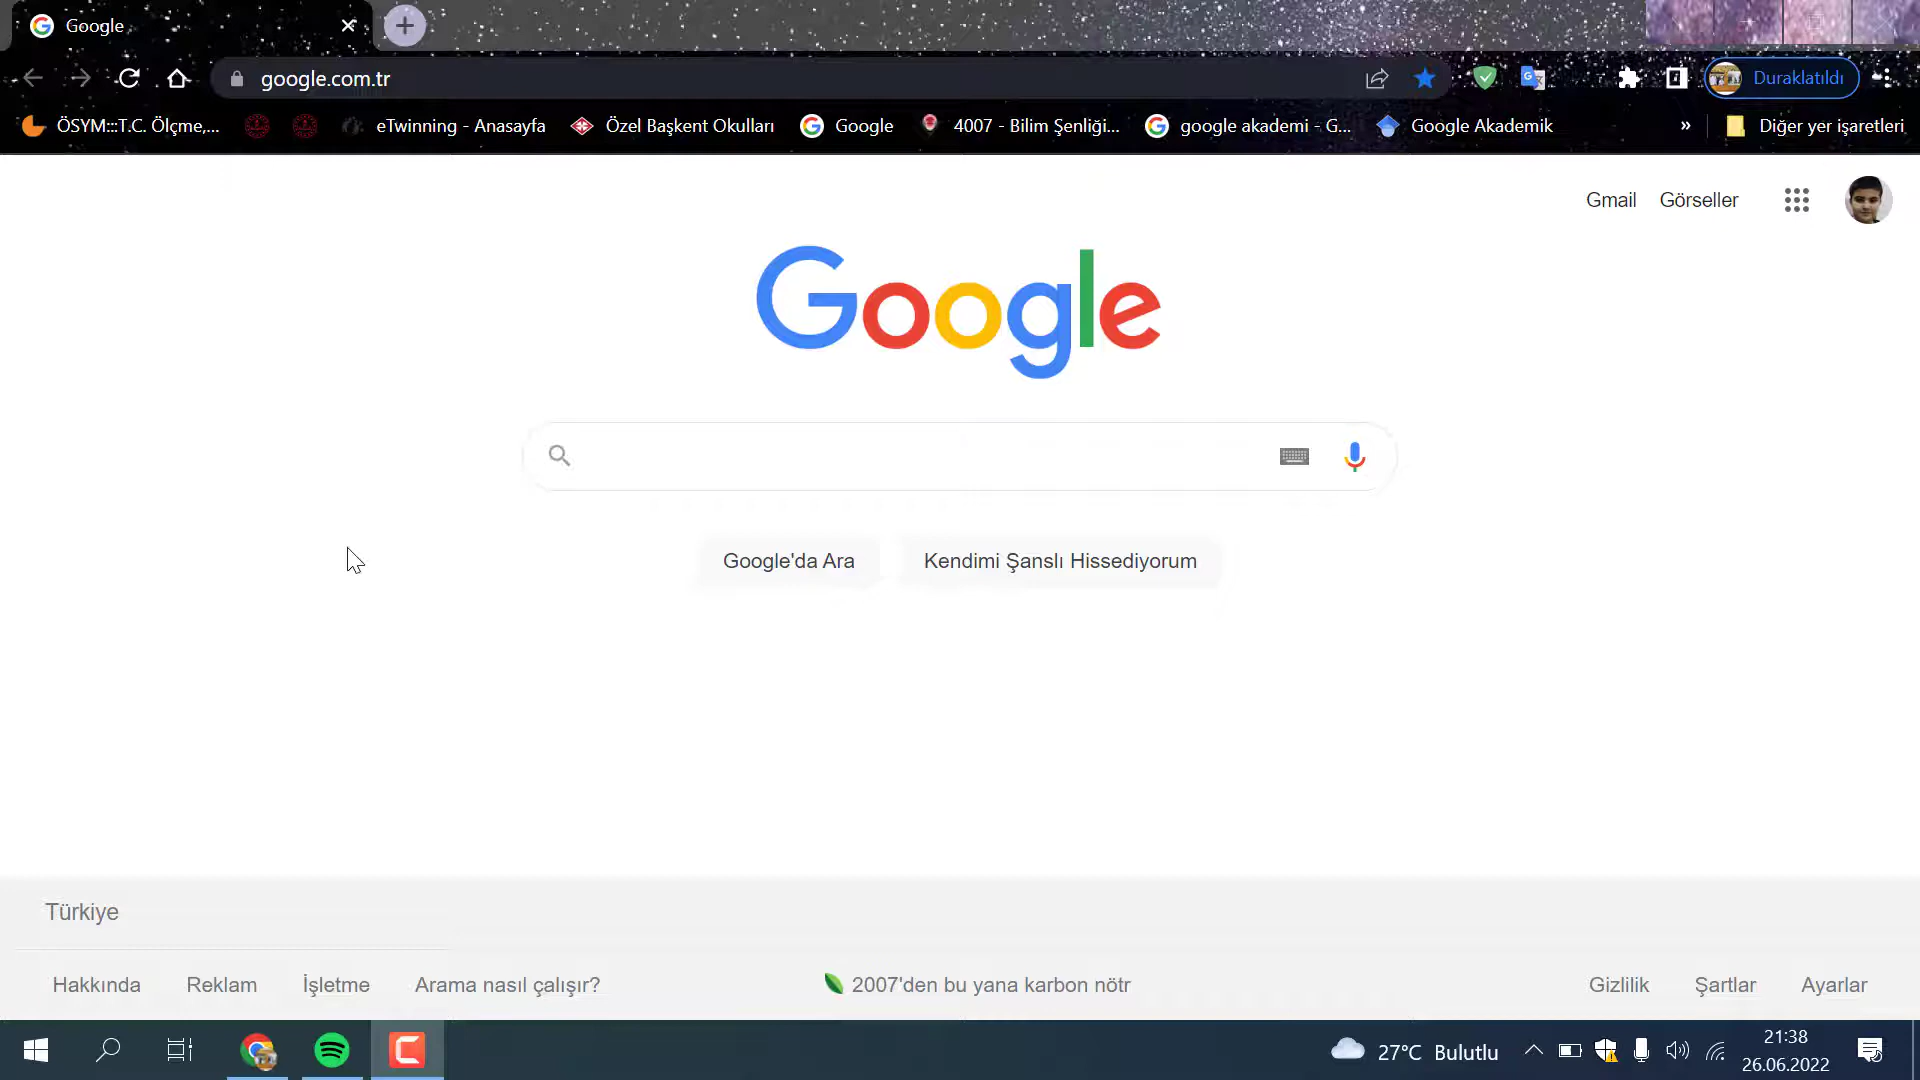 Google
google.com.tr
Duraklatıldı
ÖSYM:::T.C. Ölçme,...
eTwinning - Anasayfa
Özel Başkent Okulları
Google
4007 - Bilim Şenliği...
google akademi - G...
Google Akademik
»
Diğer yer işaretleri
Gmail
Görseller
Google
Google'da Ara
Kendimi Şanslı Hissediyorum
Türkiye
Hakkında
Reklam
İşletme
Arama nasıl çalışır?
2007'den bu yana karbon nötr
Gizlilik
Şartlar
Ayarlar
27°C Bulutlu
21:38
26.06.2022